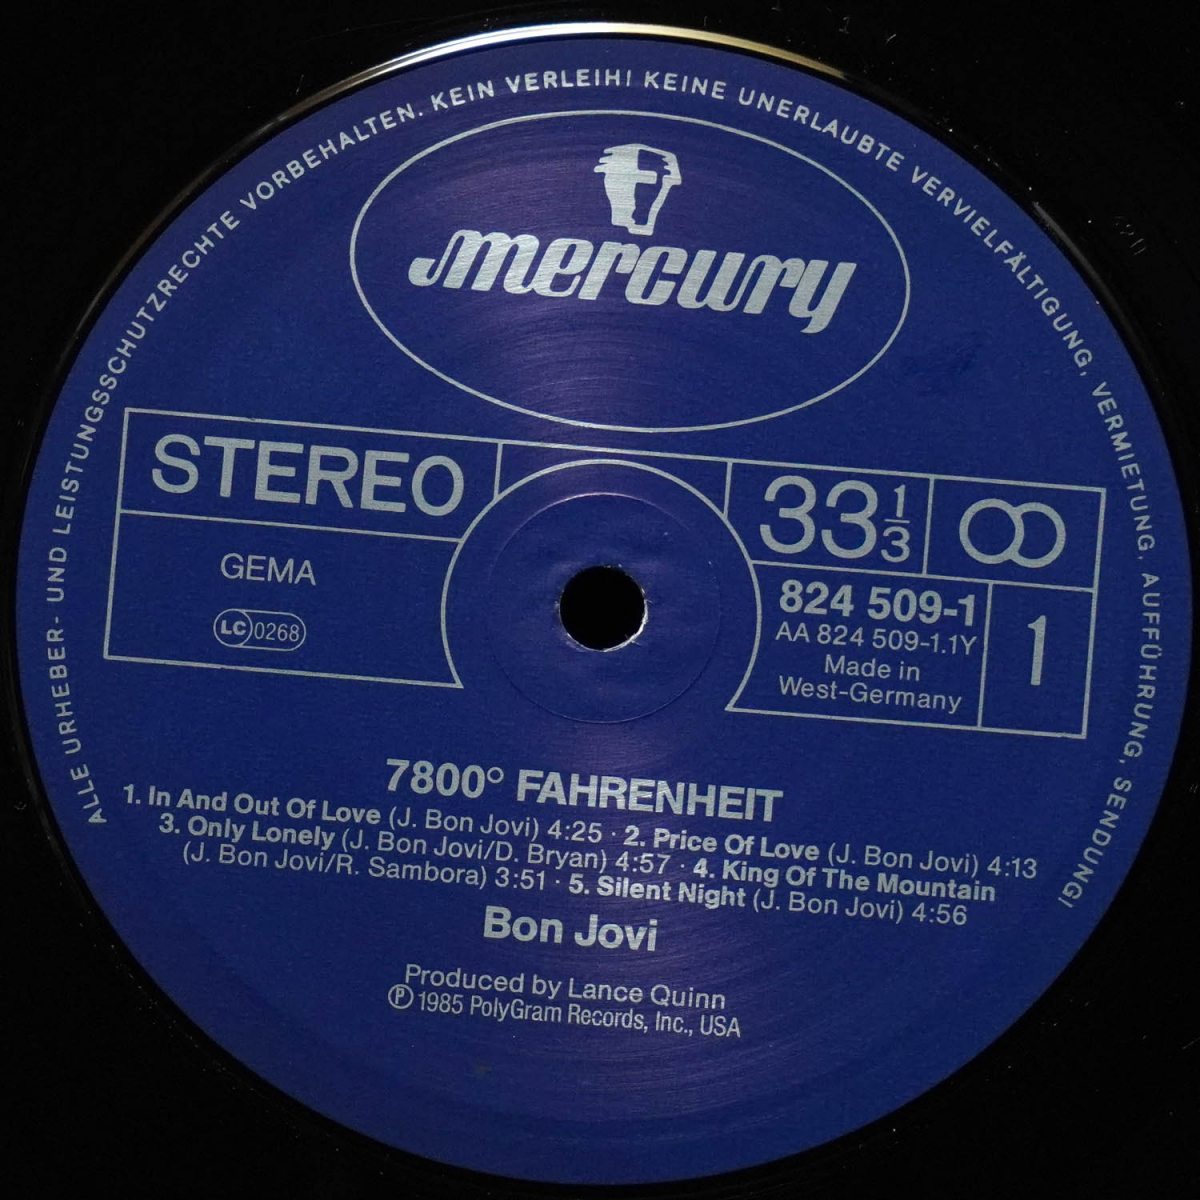 ALLE URHEBER- UND LEISTUNGSSCHUTZRECHTE VORBEHALTEN. KEIN VERLEIH! KEINE UNERLAUBTE VERVIELFÄLTIGUNG, VERMIETUNG, AUFFÜHRUNG, SENDUNG!
mercury
STEREO
GEMA
LC 0268
33 1/3
824 509-1
AA 824 509-1.1Y
Made in
West-Germany
1
7800° FAHRENHEIT
1. In And Out Of Love (J. Bon Jovi) 4:25 · 2. Price Of Love (J. Bon Jovi) 4:13
3. Only Lonely (J. Bon Jovi/D. Bryan) 4:57 · 4. King Of The Mountain
(J. Bon Jovi/R. Sambora) 3:51 · 5. Silent Night (J. Bon Jovi) 4:56
Bon Jovi
Produced by Lance Quinn
Ⓟ 1985 PolyGram Records, Inc., USA